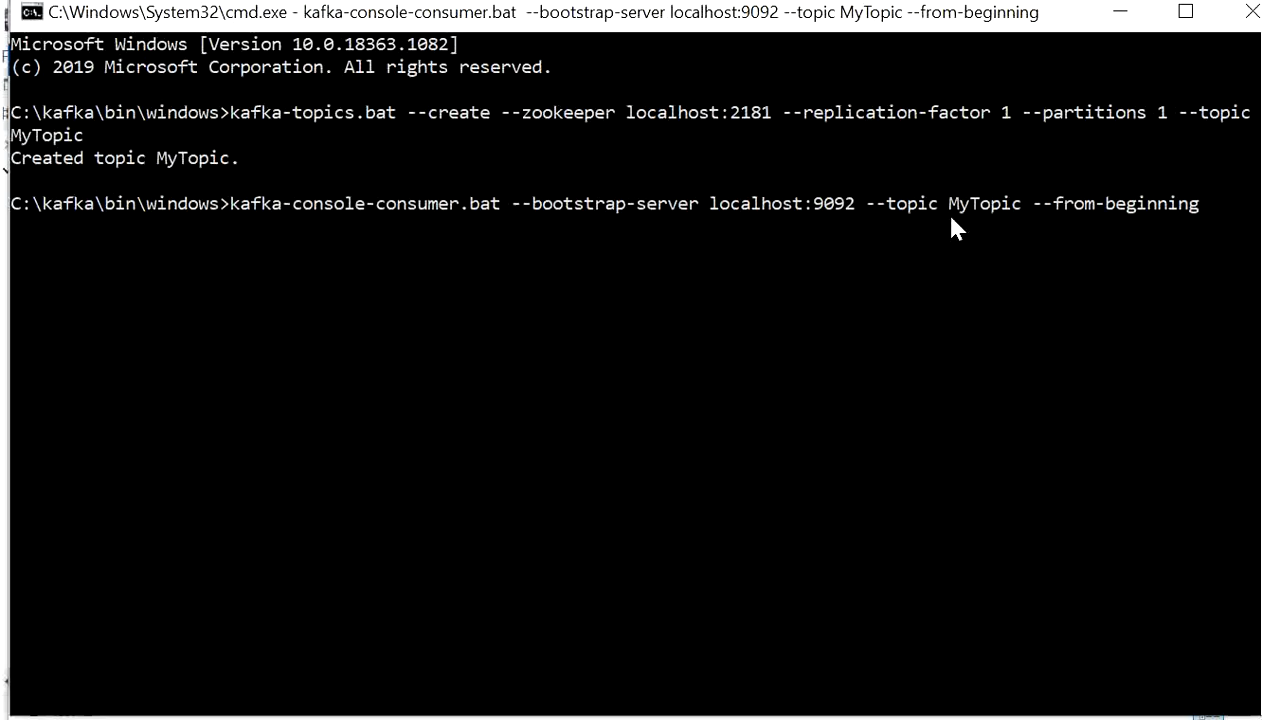 C:\Windows\System32\cmd.exe - kafka-console-consumer.bat  --bootstrap-server localhost:9092 --topic MyTopic --from-beginning
Microsoft Windows [Version 10.0.18363.1082]
(c) 2019 Microsoft Corporation. All rights reserved.
C:\kafka\bin\windows>kafka-topics.bat --create --zookeeper localhost:2181 --replication-factor 1 --partitions 1 --topic
MyTopic
Created topic MyTopic.
C:\kafka\bin\windows>kafka-console-consumer.bat --bootstrap-server localhost:9092 --topic MyTopic --from-beginning